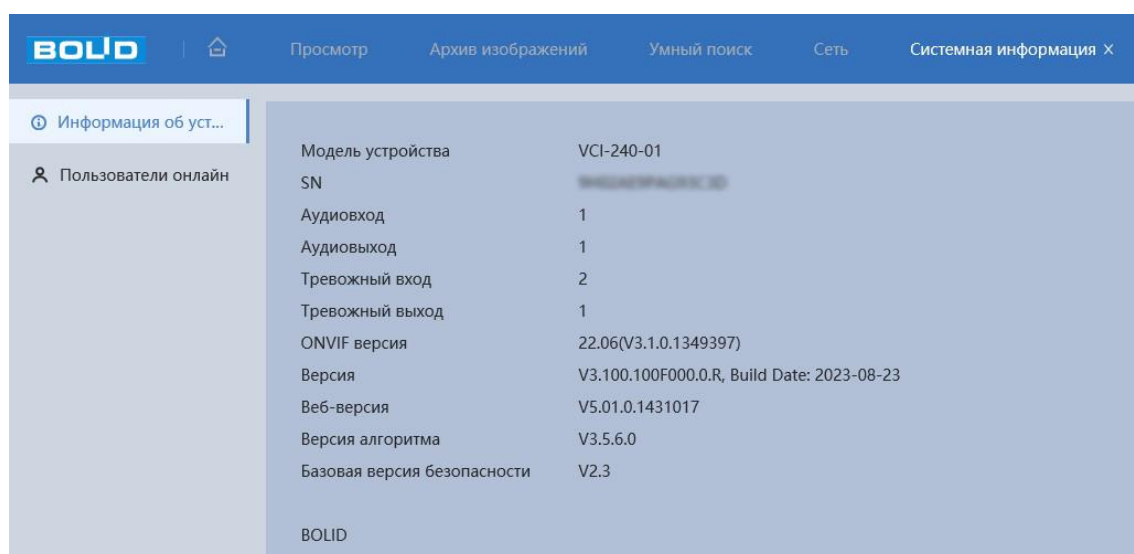 BOLID
Просмотр Архив изображений Умный поиск Сеть Системная информация X
Информация об уст...
Пользователи онлайн
Модель устройства VCI-240-01
SN
Аудиовход 1
Аудиовыход 1
Тревожный вход 2
Тревожный выход 1
ONVIF версия 22.06(V3.1.0.1349397)
Версия V3.100.100F000.0.R, Build Date: 2023-08-23
Веб-версия V5.01.0.1431017
Версия алгоритма V3.5.6.0
Базовая версия безопасности V2.3
BOLID